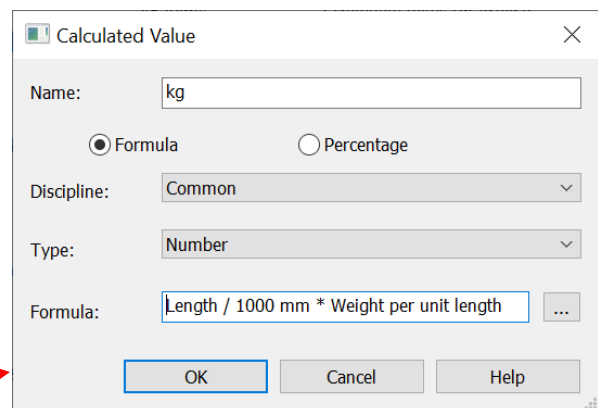 Calculated Value
Name: kg
Formula Percentage
Discipline: Common
Type: Number
Formula: Length / 1000 mm * Weight per unit length ...
OK Cancel Help